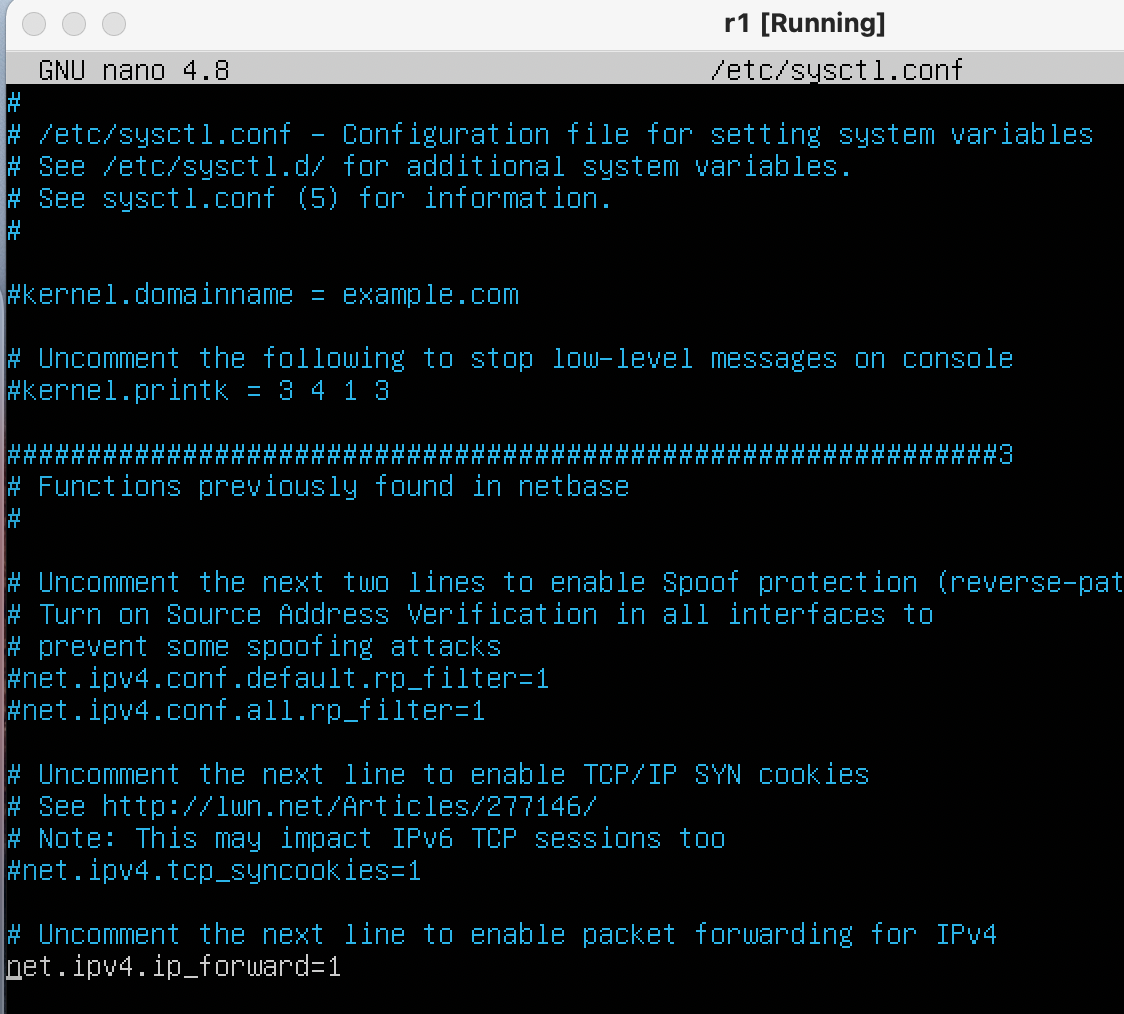 r1 [Running]
GNU nano 4.8 /etc/sysctl.conf
#
# /etc/sysctl.conf - Configuration file for setting system variables
# See /etc/sysctl.d/ for additional system variables.
# See sysctl.conf (5) for information.
#
#kernel.domainname = example.com
# Uncomment the following to stop low-level messages on console
#kernel.printk = 3 4 1 3
##############################################################3
# Functions previously found in netbase
#
# Uncomment the next two lines to enable Spoof protection (reverse-pat
# Turn on Source Address Verification in all interfaces to
# prevent some spoofing attacks
#net.ipv4.conf.default.rp_filter=1
#net.ipv4.conf.all.rp_filter=1
# Uncomment the next line to enable TCP/IP SYN cookies
# See http://lwn.net/Articles/277146/
# Note: This may impact IPv6 TCP sessions too
#net.ipv4.tcp_syncookies=1
# Uncomment the next line to enable packet forwarding for IPv4
net.ipv4.ip_forward=1